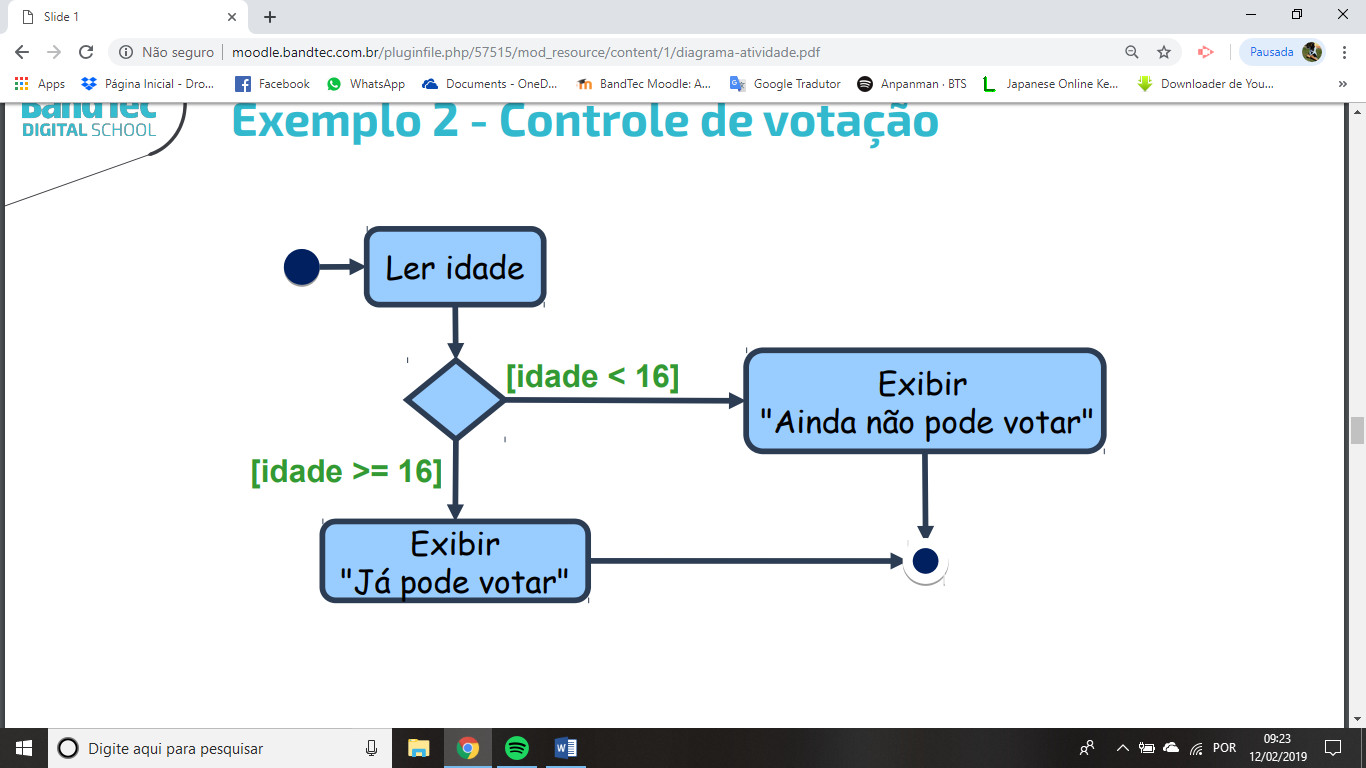 Slide 1
Não seguro
moodle.bandtec.com.br/pluginfile.php/57515/mod_resource/content/1/diagrama-atividade.pdf
Pausada
Apps
Página Inicial - Dro...
Facebook
WhatsApp
Documents - OneD...
BandTec Moodle: A...
Google Tradutor
Anpanman · BTS
Japanese Online Ke...
Downloader de You...
»
BandTec
DIGITAL SCHOOL
Exemplo 2 - Controle de votação
Ler idade
[idade < 16]
Exibir
"Ainda não pode votar"
[idade >= 16]
Exibir
"Já pode votar"
Digite aqui para pesquisar
POR
09:23
12/02/2019